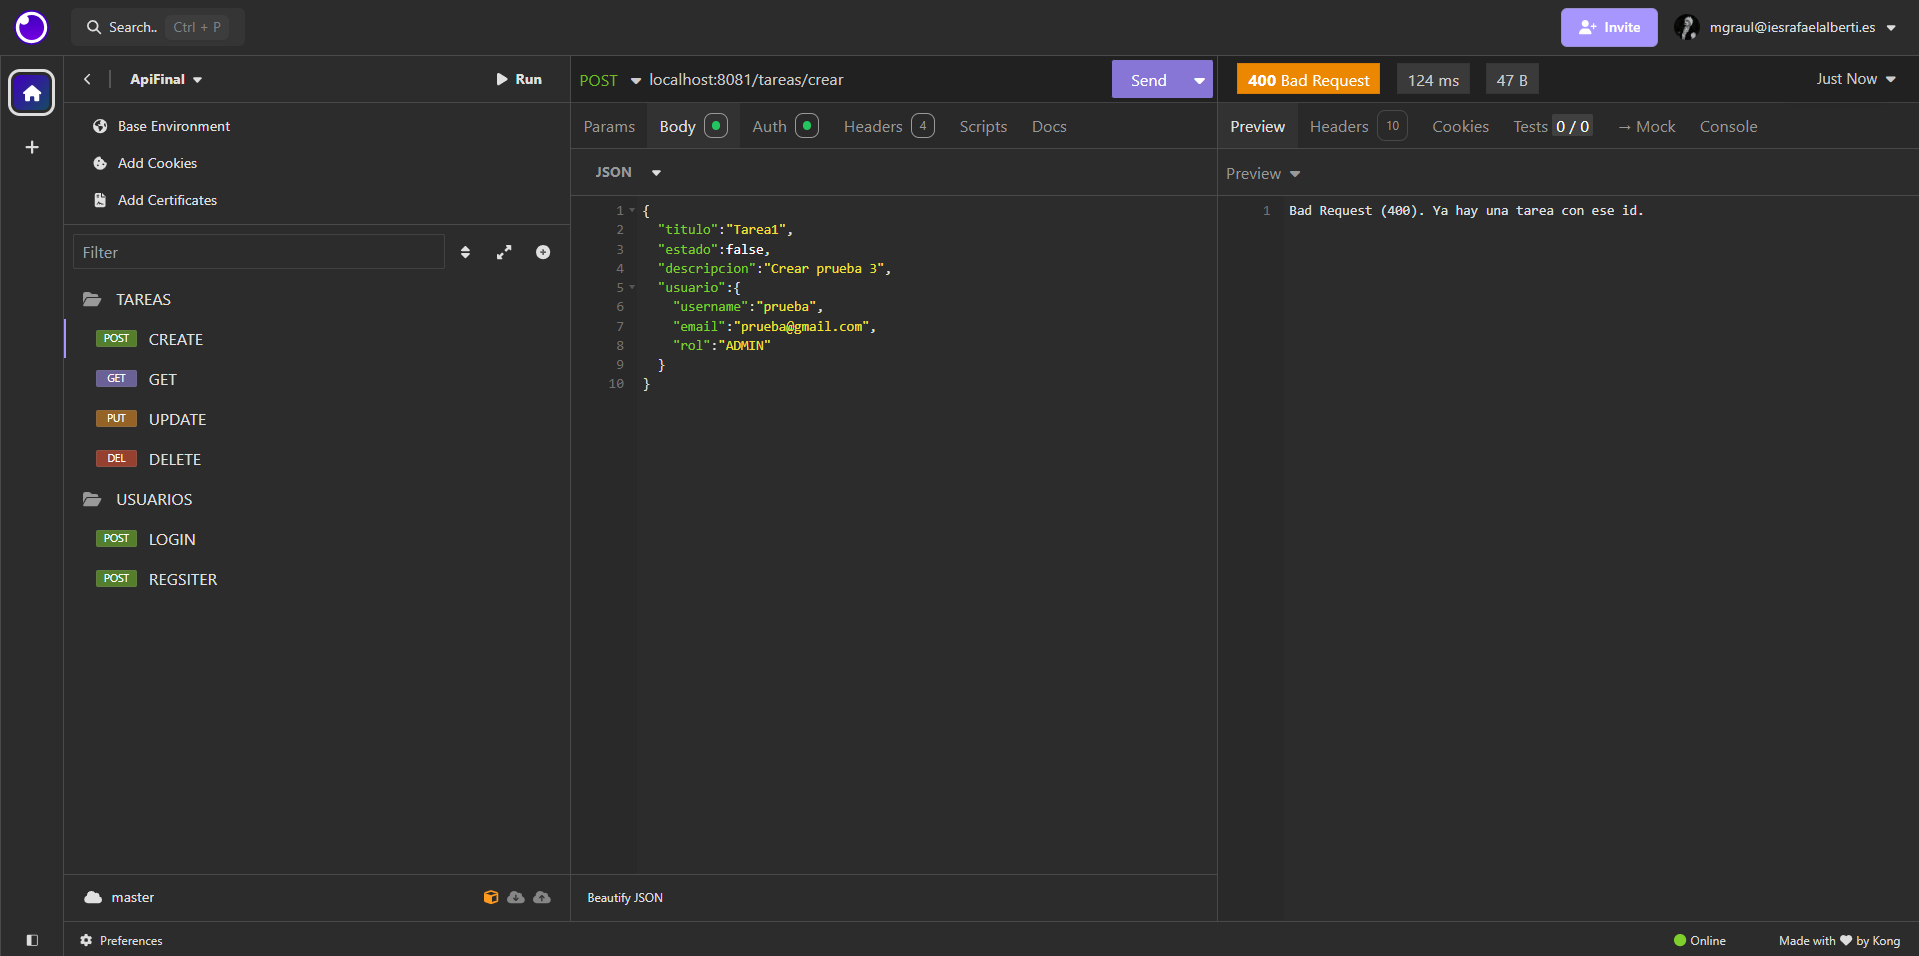 Search.. Ctrl + P
Invite
mgraul@iesrafaelalberti.es
ApiFinal
Run
Base Environment
Add Cookies
Add Certificates
Filter
TAREAS
POST CREATE
GET GET
PUT UPDATE
DEL DELETE
USUARIOS
POST LOGIN
POST REGSITER
master
POST localhost:8081/tareas/crear
Send
Params Body Auth Headers 4 Scripts Docs
JSON
1 {
2 "titulo":"Tarea1",
3 "estado":false,
4 "descripcion":"Crear prueba 3",
5 "usuario":{
6 "username":"prueba",
7 "email":"prueba@gmail.com",
8 "rol":"ADMIN"
9 }
10 }
Beautify JSON
400 Bad Request 124 ms 47 B
Just Now
Preview Headers 10 Cookies Tests 0 / 0 → Mock Console
Preview
1 Bad Request (400). Ya hay una tarea con ese id.
Preferences
Online
Made with ❤ by Kong